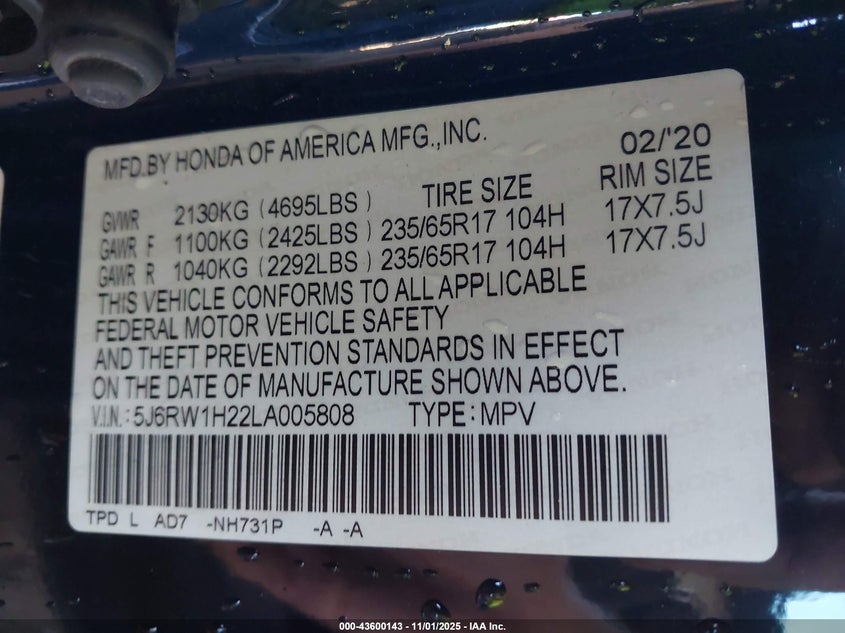 MFD.BY HONDA OF AMERICA MFG.,INC. 02/'20
TIRE SIZE RIM SIZE
GVWR 2130KG (4695LBS)
GAWR F 1100KG (2425LBS) 235/65R17 104H 17X7.5J
GAWR R 1040KG (2292LBS) 235/65R17 104H 17X7.5J
THIS VEHICLE CONFORMS TO ALL APPLICABLE
FEDERAL MOTOR VEHICLE SAFETY
AND THEFT PREVENTION STANDARDS IN EFFECT
ON THE DATE OF MANUFACTURE SHOWN ABOVE.
V.I.N.: 5J6RW1H22LA005808 TYPE: MPV
TPD L AD7 -NH731P -A -A
000-43600143 - 11/01/2025 - IAA Inc.